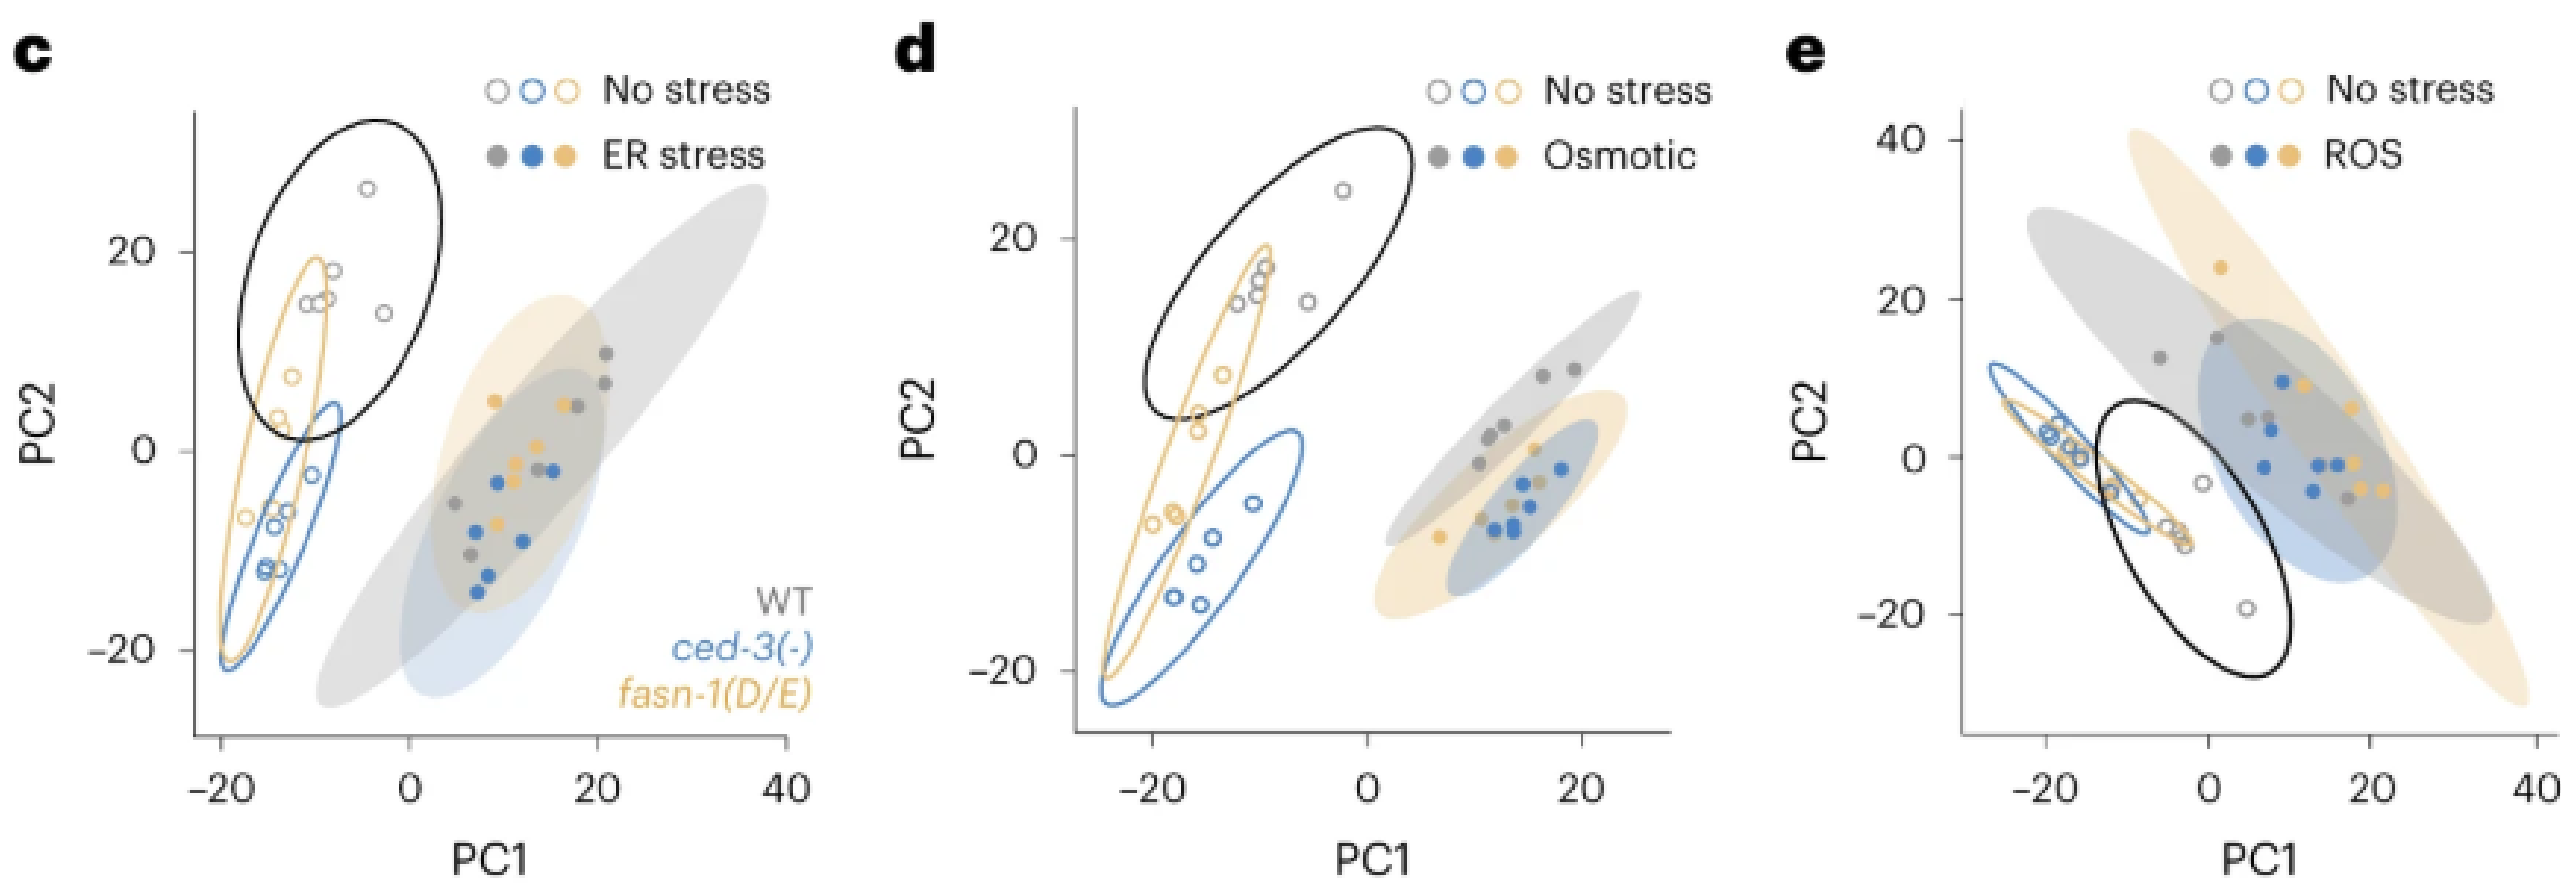 c
No stress
ER stress
20
0
−20
PC2
WT
ced-3(-)
fasn-1(D/E)
−20 0 20 40
PC1
d
No stress
Osmotic
20
0
−20
PC2
−20 0 20
PC1
e
No stress
ROS
40
20
0
−20
PC2
−20 0 20 40
PC1